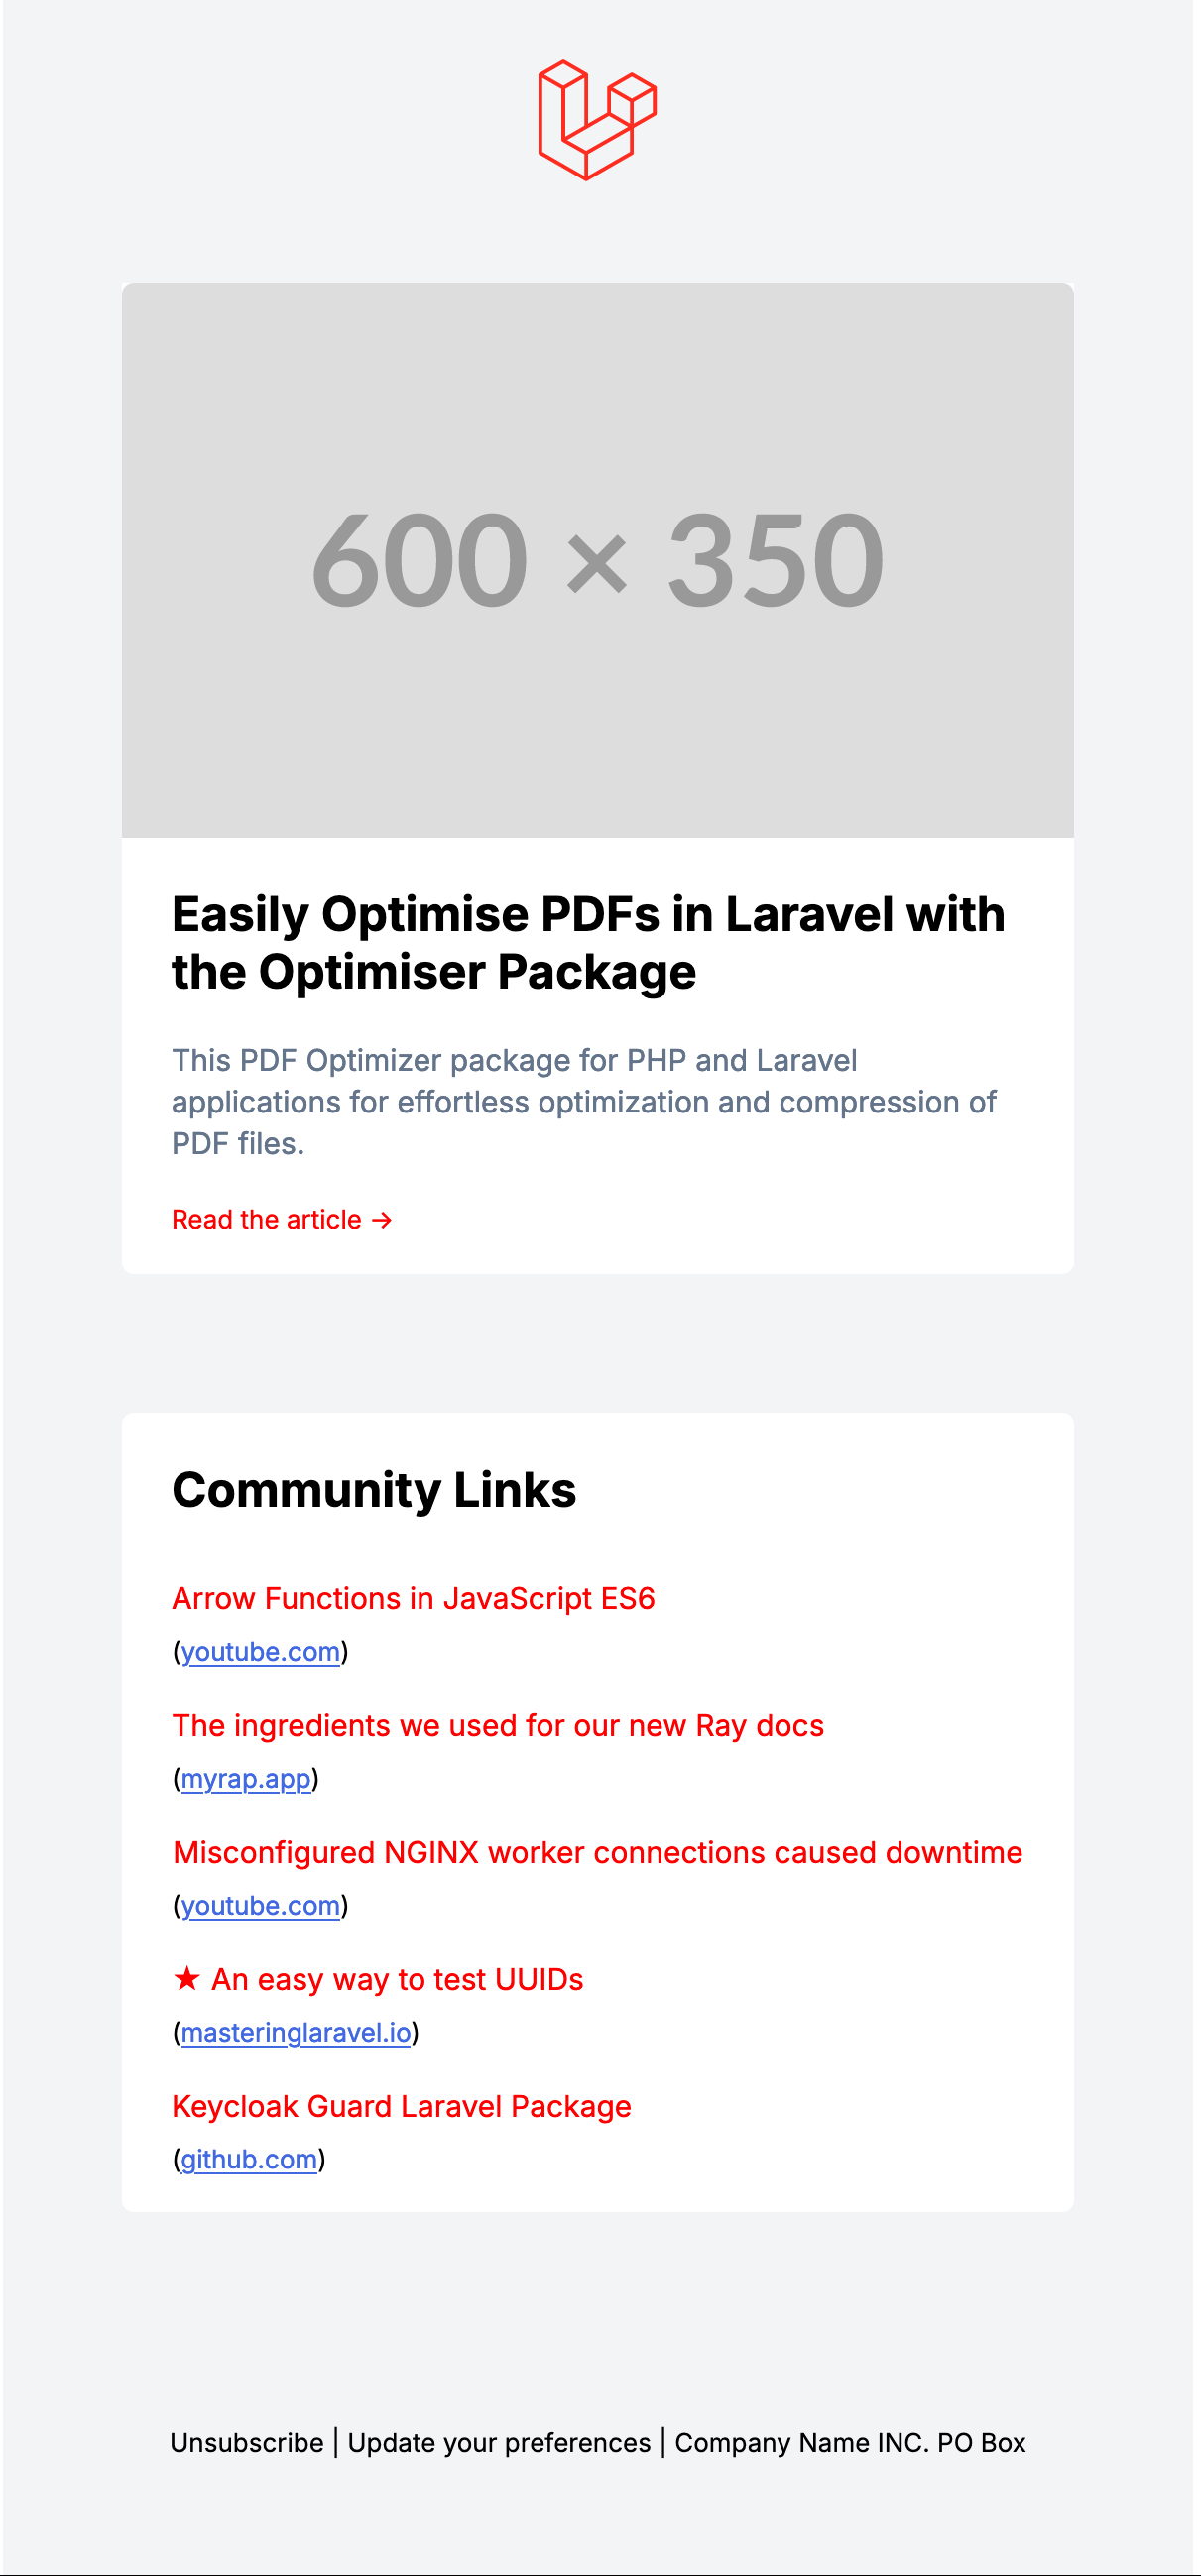 600 × 350
Easily Optimise PDFs in Laravel with
the Optimiser Package
This PDF Optimizer package for PHP and Laravel
applications for effortless optimization and compression of
PDF files.
Read the article →
Community Links
Arrow Functions in JavaScript ES6
(youtube.com)
The ingredients we used for our new Ray docs
(myrap.app)
Misconfigured NGINX worker connections caused downtime
(youtube.com)
★ An easy way to test UUIDs
(masteringlaravel.io)
Keycloak Guard Laravel Package
(github.com)
Unsubscribe | Update your preferences | Company Name INC. PO Box